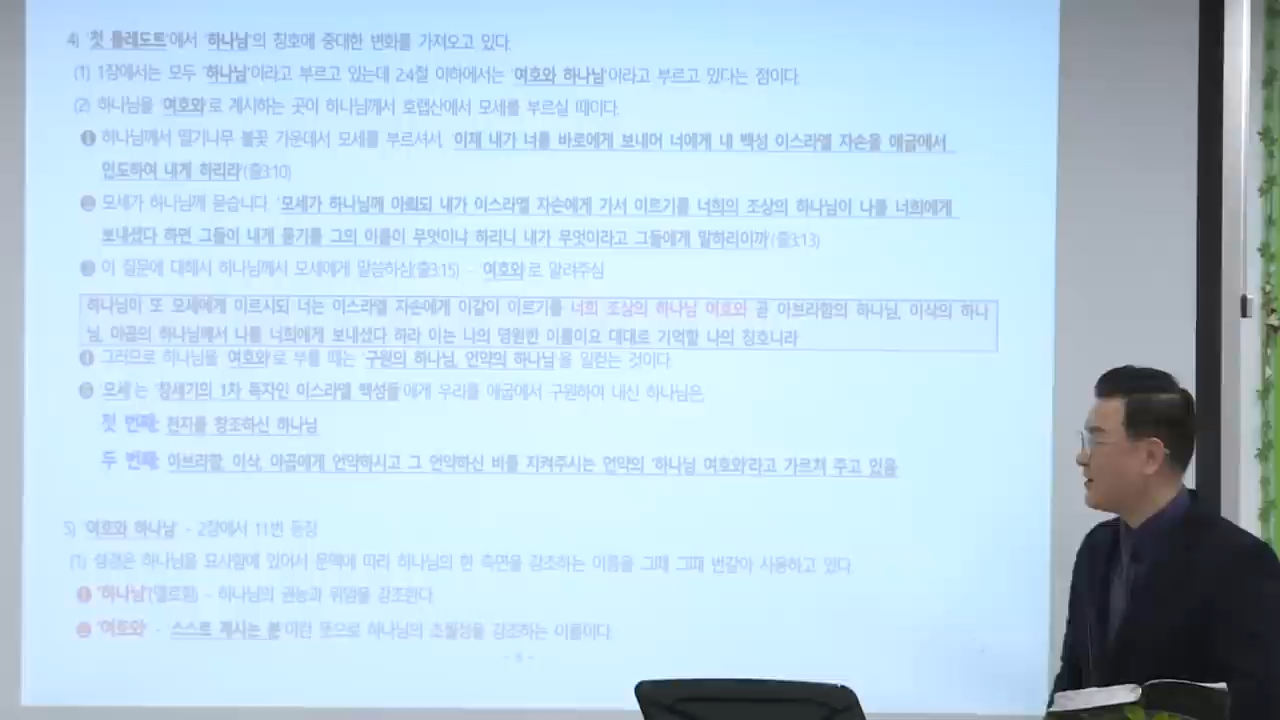 4) '첫 톨레도트'에서 '하나님'의 칭호에 중대한 변화를 가져오고 있다.
(1) 1장에서는 모두 '하나님'이라고 부르고 있는데 2:4절 이하에서는 '여호와 하나님'이라고 부르고 있다는 점이다.
(2) 하나님을 '여호와'로 계시하는 곳이 하나님께서 호렙산에서 모세를 부르실 때이다.
❶ 하나님께서 떨기나무 불꽃 가운데서 모세를 부르셔서, '이제 내가 너를 바로에게 보내어 너에게 내 백성 이스라엘 자손을 애굽에서
인도하여 내게 하리라'(출3:10)
❷ 모세가 하나님께 묻습니다. '모세가 하나님께 아뢰되 내가 이스라엘 자손에게 가서 이르기를 너희의 조상의 하나님이 나를 너희에게
보내셨다 하면 그들이 내게 묻기를 그의 이름이 무엇이냐 하리니 내가 무엇이라고 그들에게 말하리이까'(출3:13)
❸ 이 질문에 대해서 하나님께서 모세에게 말씀하심(출3:15) - '여호와'로 알려주심
하나님이 또 모세에게 이르시되 너는 이스라엘 자손에게 이같이 이르기를 너희 조상의 하나님 여호와 곧 아브라함의 하나님, 이삭의 하나
님, 야곱의 하나님께서 나를 너희에게 보내셨다 하라 이는 나의 영원한 이름이요 대대로 기억할 나의 칭호니라
그러므로 하나님을 '여호와'로 부를 때는 '구원의 하나님, 언약의 하나님'을 일컫는 것이다.
'모세'는 '창세기의 1차 독자인 이스라엘 백성들'에게 우리를 애굽에서 구원하여 내신 하나님은,
첫 번째: 천지를 창조하신 하나님
두 번째: 아브라함, 이삭, 야곱에게 언약하시고 그 언약하신 바를 지켜주시는 언약의 '하나님 여호와'라고 가르쳐 주고 있음
5) '여호와 하나님' - 2장에서 11번 등장
(1) 성경은 하나님을 묘사함에 있어서 문맥에 따라 하나님의 한 측면을 강조하는 이름을 그때 그때 번갈아 사용하고 있다.
❶ '하나님'(엘로힘) - 하나님의 권능과 위엄을 강조한다.
❷ '여호와' - '스스로 계시는 분'이란 뜻으로 하나님의 초월성을 강조하는 이름이다.